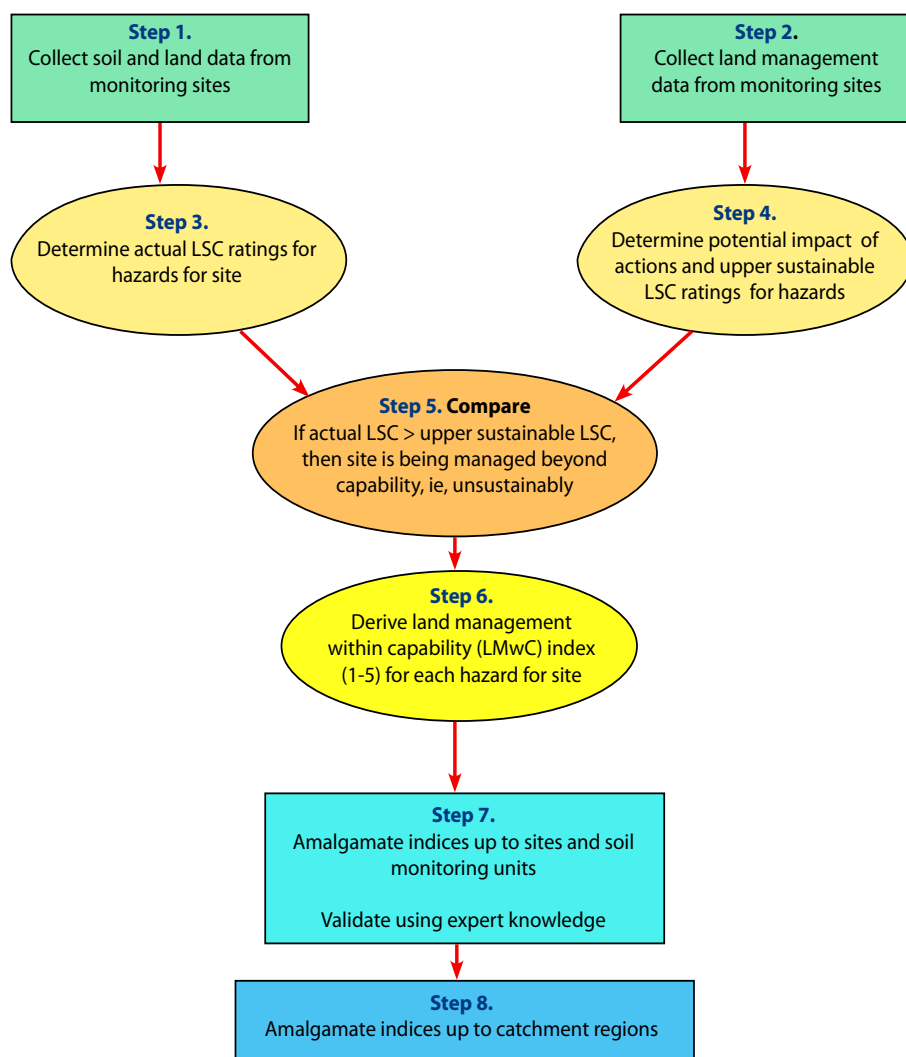 Step 1.
Collect soil and land data from
monitoring sites
Step 2.
Collect land management
data from monitoring sites
Step 3.
Determine actual LSC ratings for
hazards for site
Step 4.
Determine potential impact of
actions and upper sustainable
LSC ratings for hazards
Step 5. Compare
If actual LSC > upper sustainable LSC,
then site is being managed beyond
capability, ie, unsustainably
Step 6.
Derive land management
within capability (LMwC) index
(1-5) for each hazard for site
Step 7.
Amalgamate indices up to sites and soil
monitoring units
Validate using expert knowledge
Step 8.
Amalgamate indices up to catchment regions